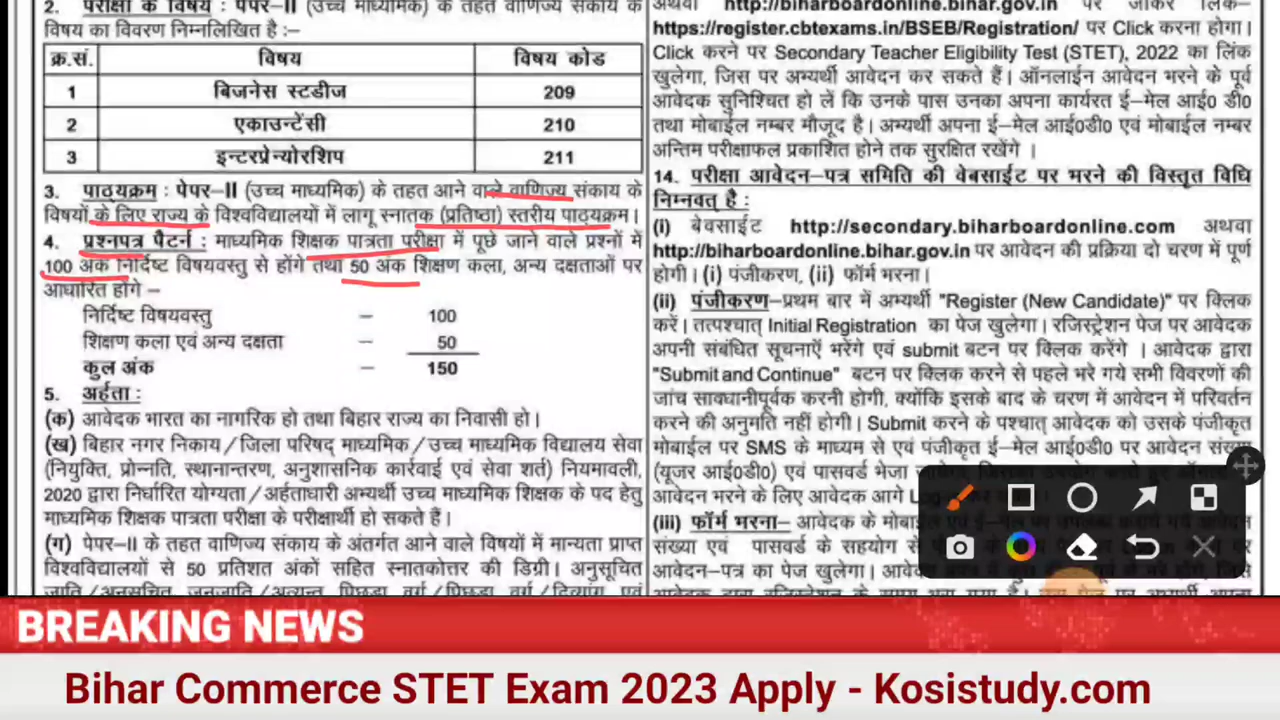 2. परीक्षा के विषय : पेपर–II (उच्च माध्यमिक) के तहत वाणिज्य संकाय के
विषय का विवरण निम्नलिखित है :–
क्र.सं. विषय विषय कोड
1 बिजनेस स्टडीज 209
2 एकाउन्टेंसी 210
3 इन्टरप्रेन्योरशिप 211
3. पाठ्यक्रम : पेपर–II (उच्च माध्यमिक) के तहत आने वाले वाणिज्य संकाय के
विषयों के लिए राज्य के विश्वविद्यालयों में लागू स्नातक (प्रतिष्ठा) स्तरीय पाठ्यक्रम।
4. प्रश्नपत्र पैटर्न : माध्यमिक शिक्षक पात्रता परीक्षा में पूछे जाने वाले प्रश्नों में
100 अंक निर्दिष्ट विषयवस्तु से होंगे तथा 50 अंक शिक्षण कला, अन्य दक्षताओं पर
आधारित होंगे –
निर्दिष्ट विषयवस्तु – 100
शिक्षण कला एवं अन्य दक्षता – 50
कुल अंक – 150
5. अर्हता :
(क) आवेदक भारत का नागरिक हो तथा बिहार राज्य का निवासी हो।
(ख) बिहार नगर निकाय/जिला परिषद् माध्यमिक/उच्च माध्यमिक विद्यालय सेवा
(नियुक्ति, प्रोन्नति, स्थानान्तरण, अनुशासनिक कार्रवाई एवं सेवा शर्त) नियमावली,
2020 द्वारा निर्धारित योग्यता/अर्हताधारी अभ्यर्थी उच्च माध्यमिक शिक्षक के पद हेतु
माध्यमिक शिक्षक पात्रता परीक्षा के परीक्षार्थी हो सकते हैं।
(ग) पेपर–II के तहत वाणिज्य संकाय के अंतर्गत आने वाले विषयों में मान्यता प्राप्त
विश्वविद्यालयों से 50 प्रतिशत अंकों सहित स्नातकोत्तर की डिग्री। अनुसूचित
जाति/अनुसूचित जनजाति/अत्यन्त पिछड़ा वर्ग/पिछड़ा वर्ग/दिव्यांग एवं
अथवा http://biharboardonline.bihar.gov.in पर जाकर लिंक–
https://register.cbtexams.in/BSEB/Registration/ पर Click करना होगा।
Click करने पर Secondary Teacher Eligibility Test (STET), 2022 का लिंक
खुलेगा, जिस पर अभ्यर्थी आवेदन कर सकते हैं। ऑनलाईन आवेदन भरने के पूर्व
आवेदक सुनिश्चित हो लें कि उनके पास उनका अपना कार्यरत ई–मेल आई0 डी0
तथा मोबाईल नम्बर मौजूद है। अभ्यर्थी अपना ई–मेल आई0डी0 एवं मोबाईल नम्बर
अन्तिम परीक्षाफल प्रकाशित होने तक सुरक्षित रखेंगे ।
14. परीक्षा आवेदन–पत्र समिति की वेबसाईट पर भरने की विस्तृत विधि
निम्नवत् है :
(i) बेवसाईट http://secondary.biharboardonline.com अथवा
http://biharboardonline.bihar.gov.in पर आवेदन की प्रक्रिया दो चरण में पूर्ण
होगी। (i) पंजीकरण, (ii) फॉर्म भरना।
(ii) पंजीकरण–प्रथम बार में अभ्यर्थी "Register (New Candidate)" पर क्लिक
करें। तत्पश्चात् Initial Registration का पेज खुलेगा। रजिस्ट्रेशन पेज पर आवेदक
अपनी संबंधित सूचनाऐं भरेंगे एवं submit बटन पर क्लिक करेंगे । आवेदक द्वारा
"Submit and Continue" बटन पर क्लिक करने से पहले भरे गये सभी विवरणों की
जांच सावधानीपूर्वक करनी होगी, क्योंकि इसके बाद के चरण में आवेदन में परिवर्तन
करने की अनुमति नहीं होगी। Submit करने के पश्चात् आवेदक को उसके पंजीकृत
मोबाईल पर SMS के माध्यम से एवं पंजीकृत ई–मेल आई0डी0 पर आवेदन संख्या
(यूजर आई0डी0) एवं पासवर्ड भेजा
आवेदन भरने के लिए आवेदक आगे
(iii) फॉर्म भरना– आवेदक के
संख्या एवं पासवर्ड के सहयोग से
आवेदन–पत्र का पेज खुलेगा।
BREAKING NEWS
Bihar Commerce STET Exam 2023 Apply - Kosistudy.com